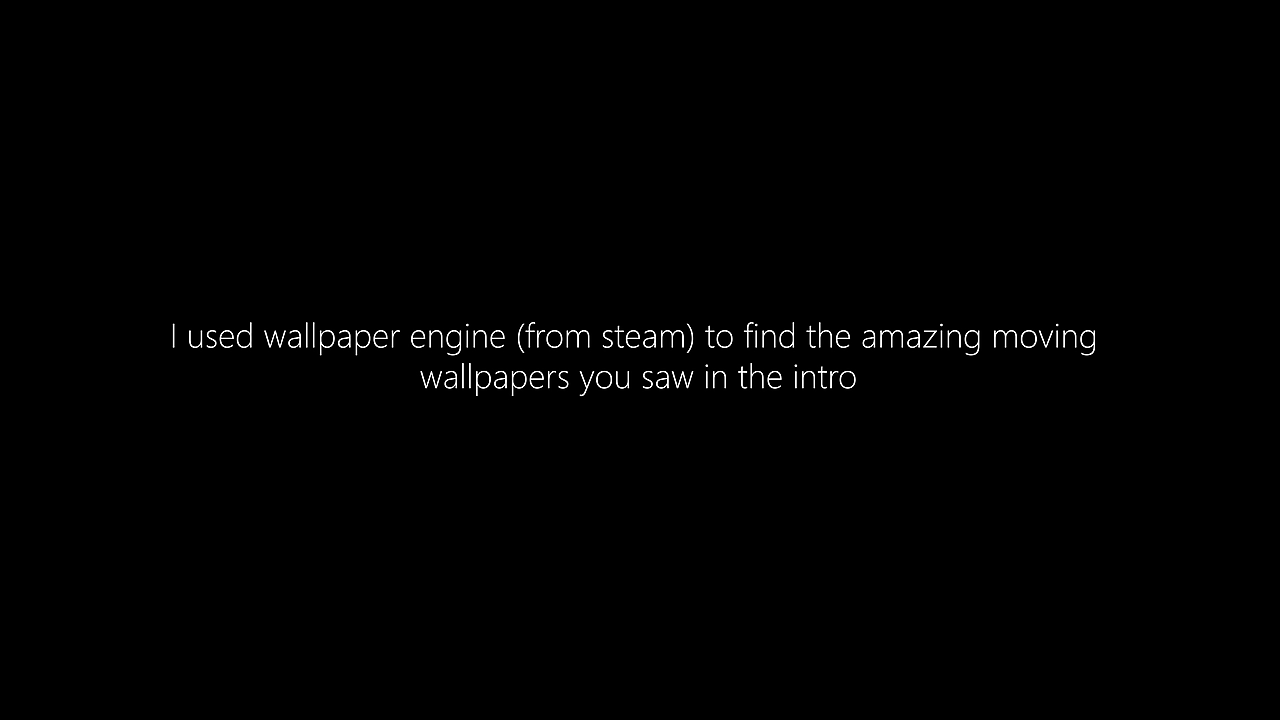 I used wallpaper engine (from steam) to find the amazing moving
wallpapers you saw in the intro